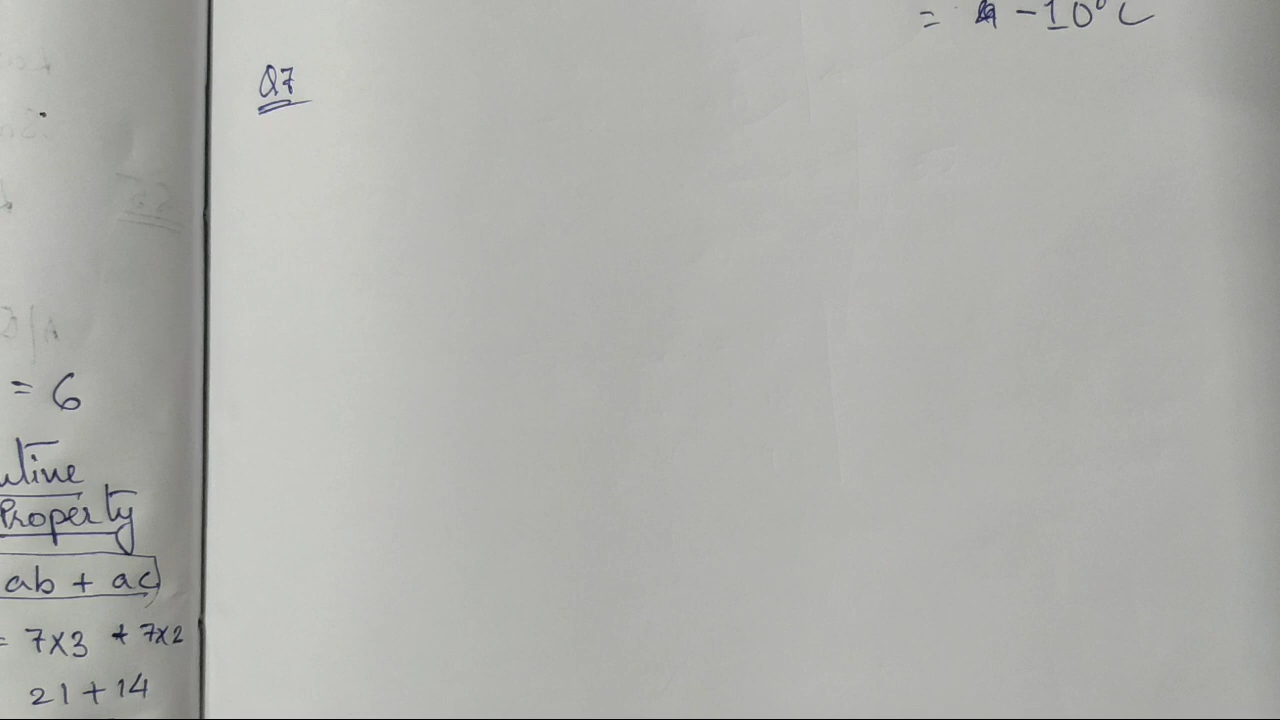 = 6
Property
ab + ac)
= 7x3 + 7x2
21 + 14
= -10°C
Q7